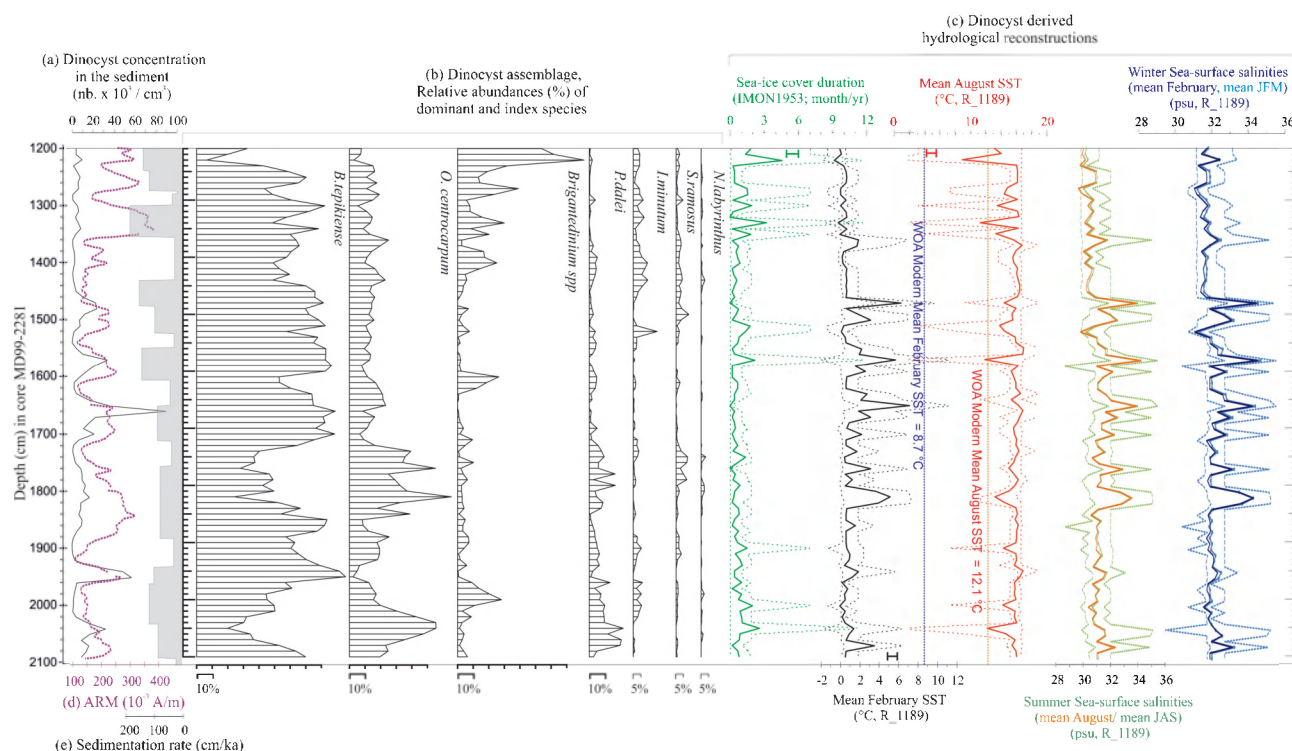 (c) Dinocyst derived
hydrological reconstructions
(a) Dinocyst concentration
in the sediment
(nb. x 10³ / cm³)
0 20 40 60 80 100
(b) Dinocyst assemblage,
Relative abundances (%) of
dominant and index species
Sea-ice cover duration
(IMON1953; month/yr)
0 3 6 9 12
Mean August SST
(°C, R_1189)
0 10 20
Winter Sea-surface salinities
(mean February, mean JFM)
(psu, R_1189)
28 30 32 34 36
Depth (cm) in core MD99-2281
1200
1300
1400
1500
1600
1700
1800
1900
2000
2100
B.tepikiense
O. centrocarpum
Brigantedinium spp
P.dalei
I.minutum
S.ramosus
N.labyrinthus
WOA Modern Mean February SST = 8.7 °C
WOA Modern Mean August SST = 12.1 °C
100 200 300 400
(d) ARM (10⁻³ A/m)
200 100 0
(e) Sedimentation rate (cm/ka)
10% 10% 10% 10% 5% 5% 5%
-2 0 2 4 6 8 10 12
Mean February SST
(°C, R_1189)
28 30 32 34 36
Summer Sea-surface salinities
(mean August/ mean JAS)
(psu, R_1189)